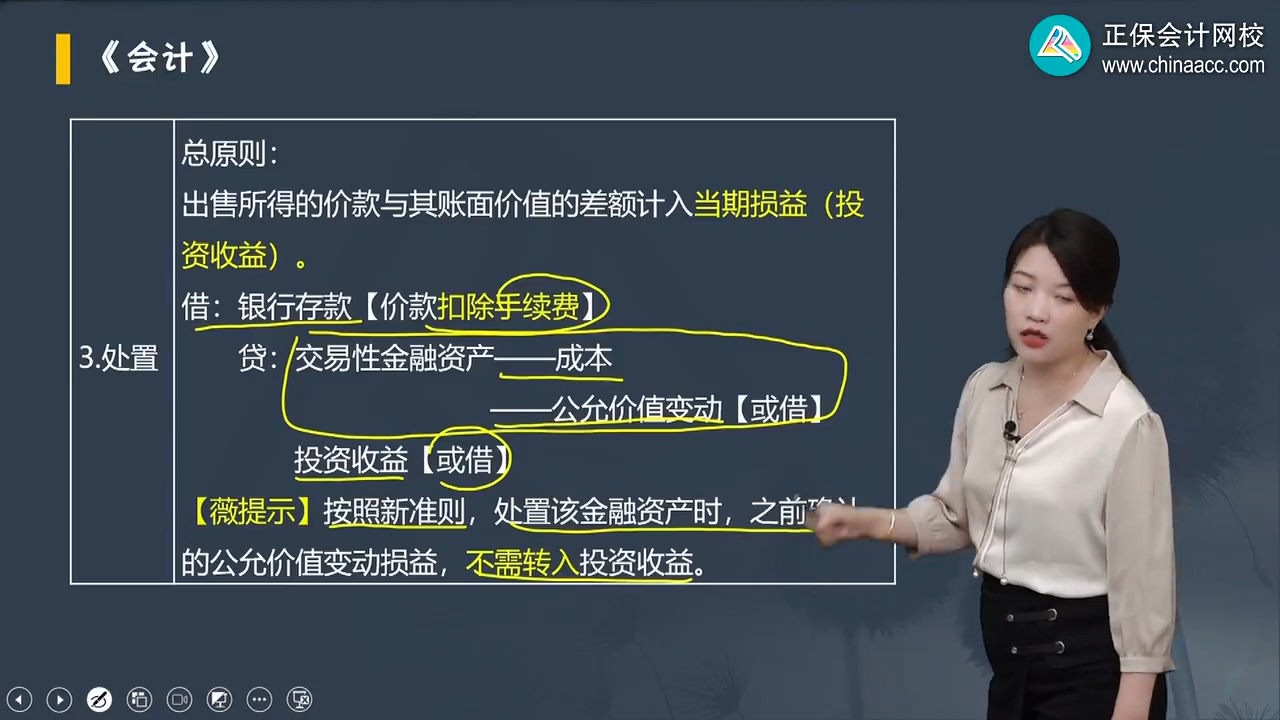 《会计》
正保会计网校
www.chinaacc.com
3.处置
总原则：
出售所得的价款与其账面价值的差额计入当期损益（投
资收益）。
借：银行存款【价款扣除手续费】
贷：交易性金融资产——成本
——公允价值变动【或借】
投资收益【或借】
【薇提示】按照新准则，处置该金融资产时，之前
的公允价值变动损益，不需转入投资收益。